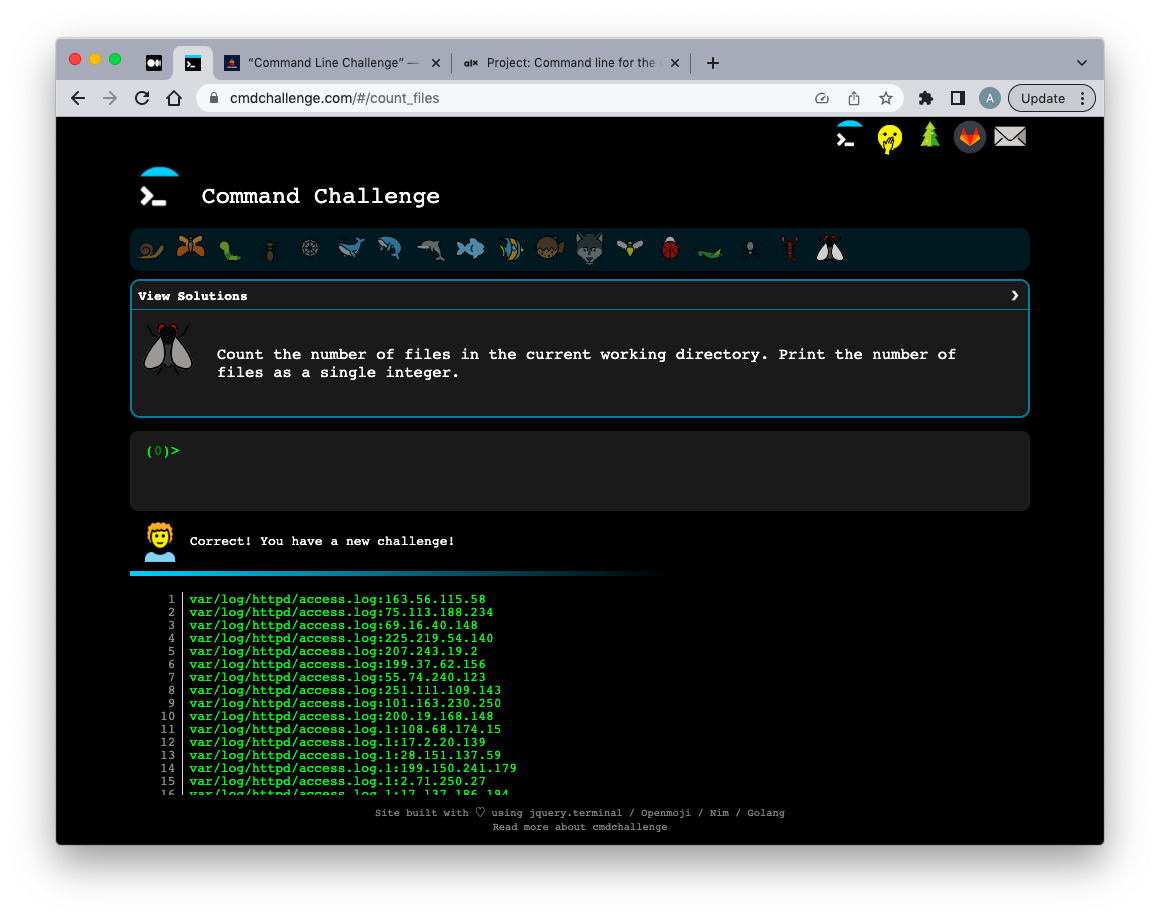 "Command Line Challenge" —
alx Project: Command line for the
cmdchallenge.com/#/count_files
A
Update
Command Challenge
View Solutions
Count the number of files in the current working directory. Print the number of
files as a single integer.
(0)>
Correct! You have a new challenge!
1 var/log/httpd/access.log:163.56.115.58
2 var/log/httpd/access.log:75.113.188.234
3 var/log/httpd/access.log:69.16.40.148
4 var/log/httpd/access.log:225.219.54.140
5 var/log/httpd/access.log:207.243.19.2
6 var/log/httpd/access.log:199.37.62.156
7 var/log/httpd/access.log:55.74.240.123
8 var/log/httpd/access.log:251.111.109.143
9 var/log/httpd/access.log:101.163.230.250
10 var/log/httpd/access.log:200.19.168.148
11 var/log/httpd/access.log.1:108.68.174.15
12 var/log/httpd/access.log.1:17.2.20.139
13 var/log/httpd/access.log.1:28.151.137.59
14 var/log/httpd/access.log.1:199.150.241.179
15 var/log/httpd/access.log.1:2.71.250.27
16 var/log/httpd/access.log.1:17.137.186.194
Site built with ♡ using jquery.terminal / Openmoji / Nim / Golang
Read more about cmdchallenge